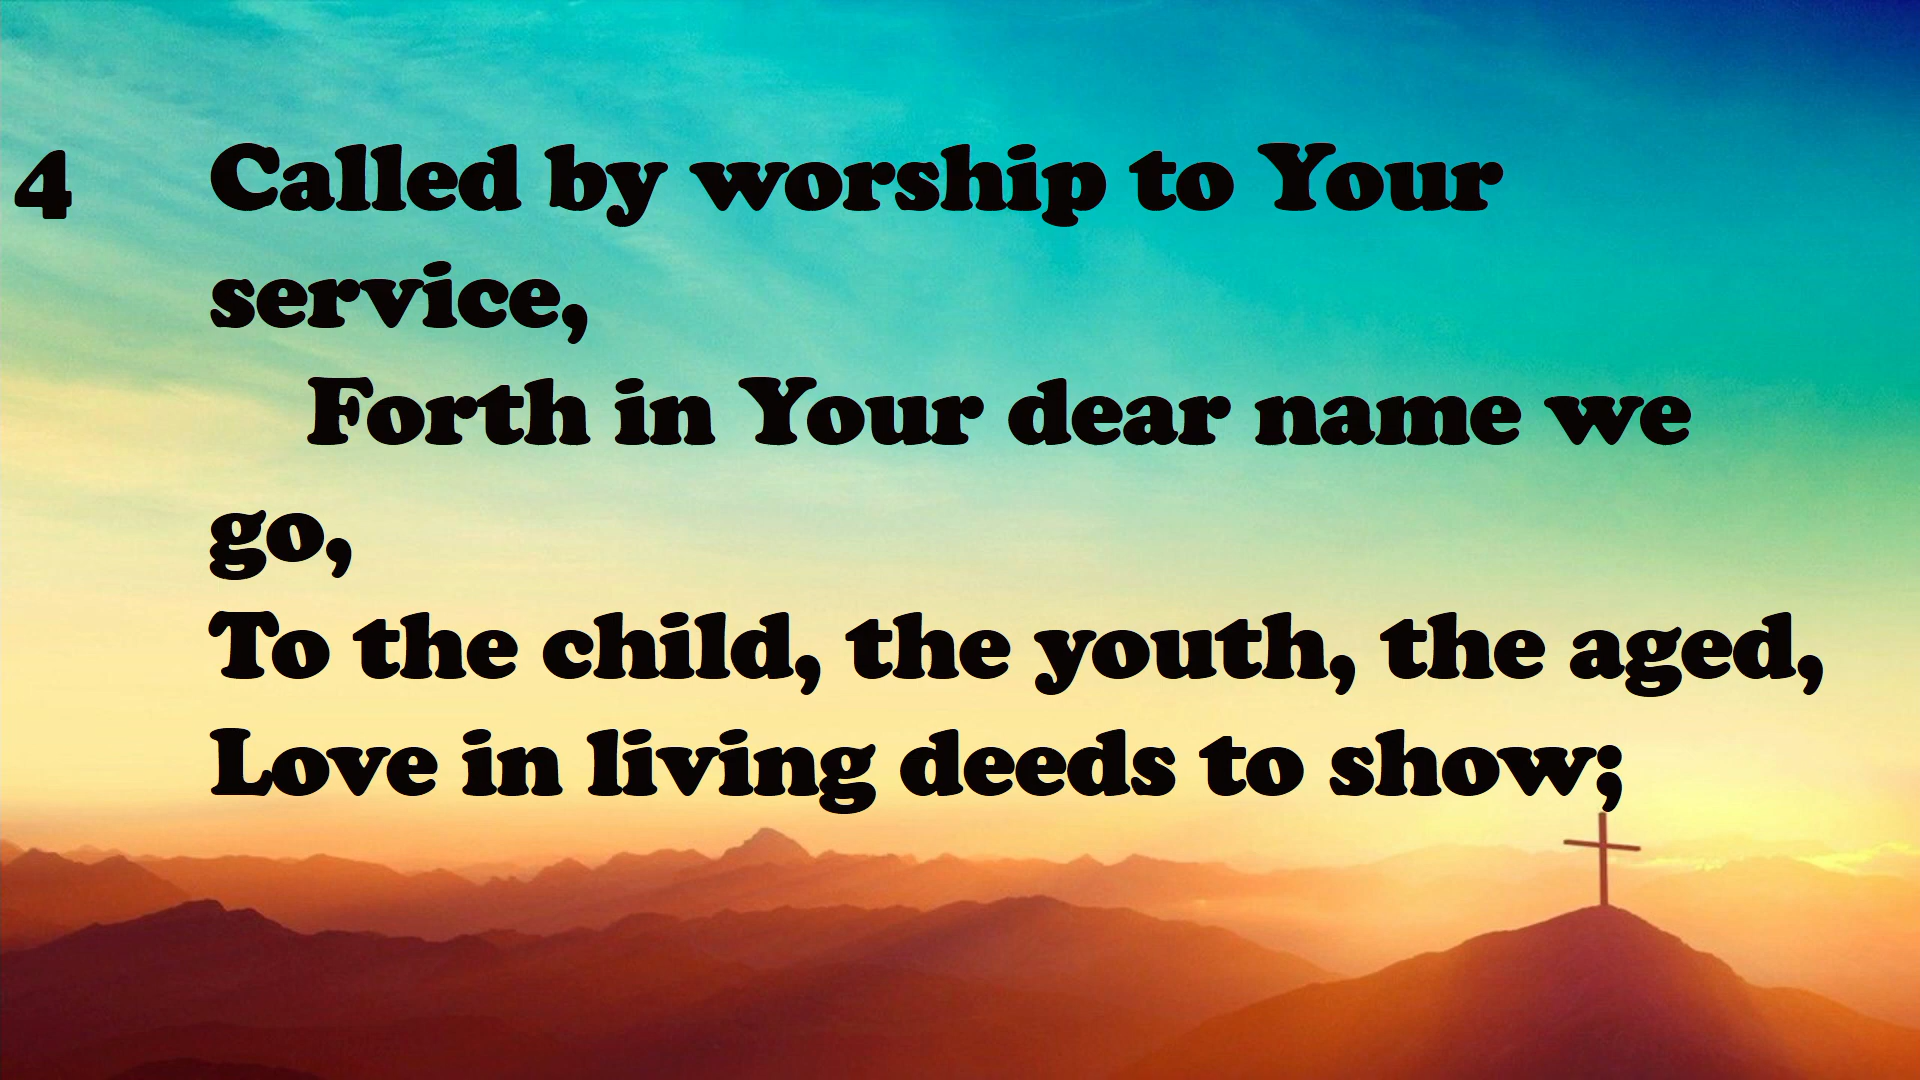 4 Called by worship to Your
service,
Forth in Your dear name we
go,
To the child, the youth, the aged,
Love in living deeds to show;